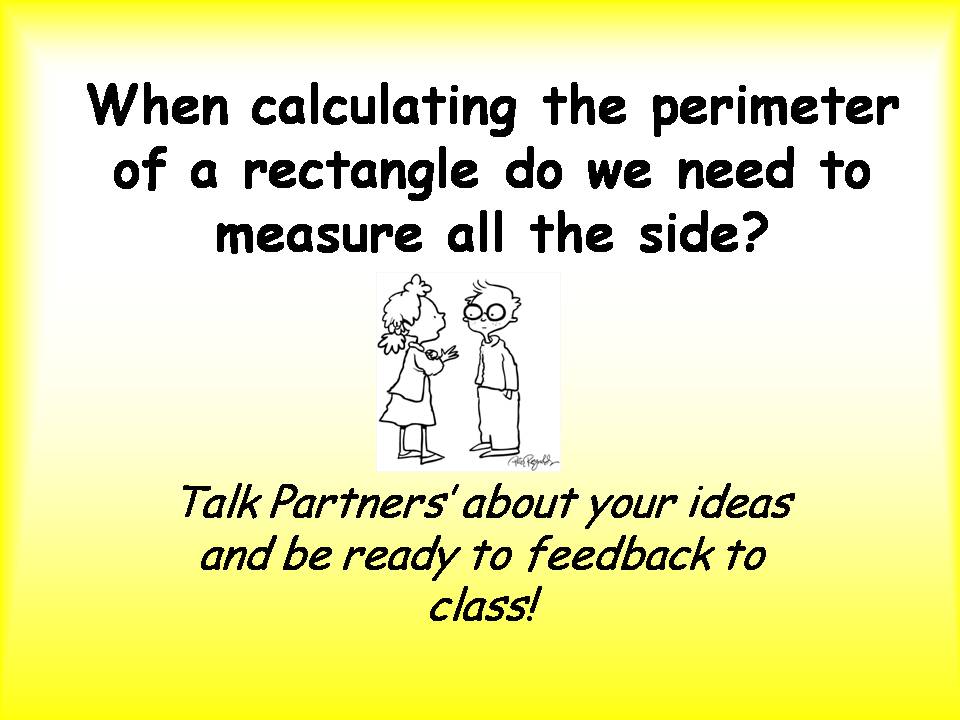 When calculating the perimeter
of a rectangle do we need to
measure all the side?
Talk Partners’ about your ideas
and be ready to feedback to
class!